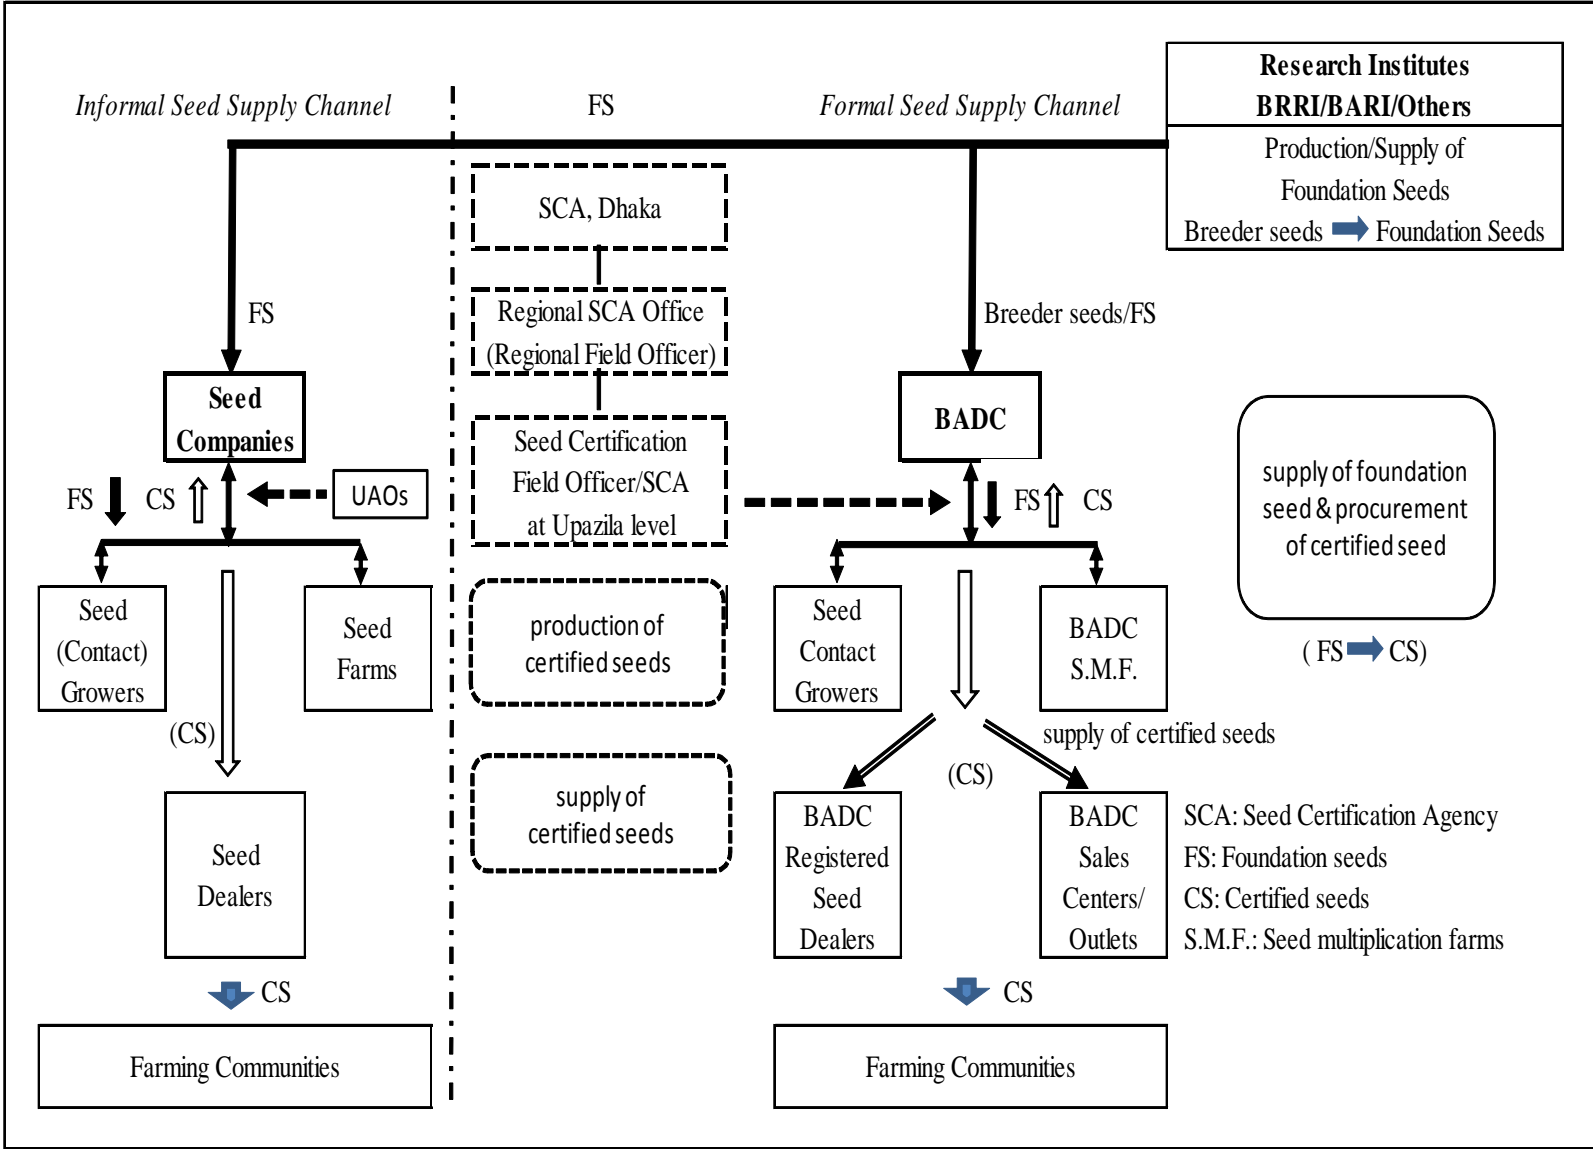 Informal Seed Supply Channel
FS
Formal Seed Supply Channel
Research Institutes
BRRI/BARI/Others
Production/Supply of
Foundation Seeds
Breeder seeds
Foundation Seeds
SCA, Dhaka
Regional SCA Office
(Regional Field Officer)
FS
Breeder seeds/FS
Seed
Companies
Seed Certification
Field Officer/SCA
at Upazila level
BADC
FS
CS
UAOs
FS
CS
supply of foundation
seed & procurement
of certified seed
( FS
CS)
Seed
(Contact)
Growers
Seed
Farms
production of
certified seeds
Seed
Contact
Growers
BADC
S.M.F.
(CS)
supply of certified seeds
(CS)
Seed
Dealers
supply of
certified seeds
BADC
Registered
Seed
Dealers
BADC
Sales
Centers/
Outlets
SCA: Seed Certification Agency
FS: Foundation seeds
CS: Certified seeds
S.M.F.: Seed multiplication farms
CS
CS
Farming Communities
Farming Communities